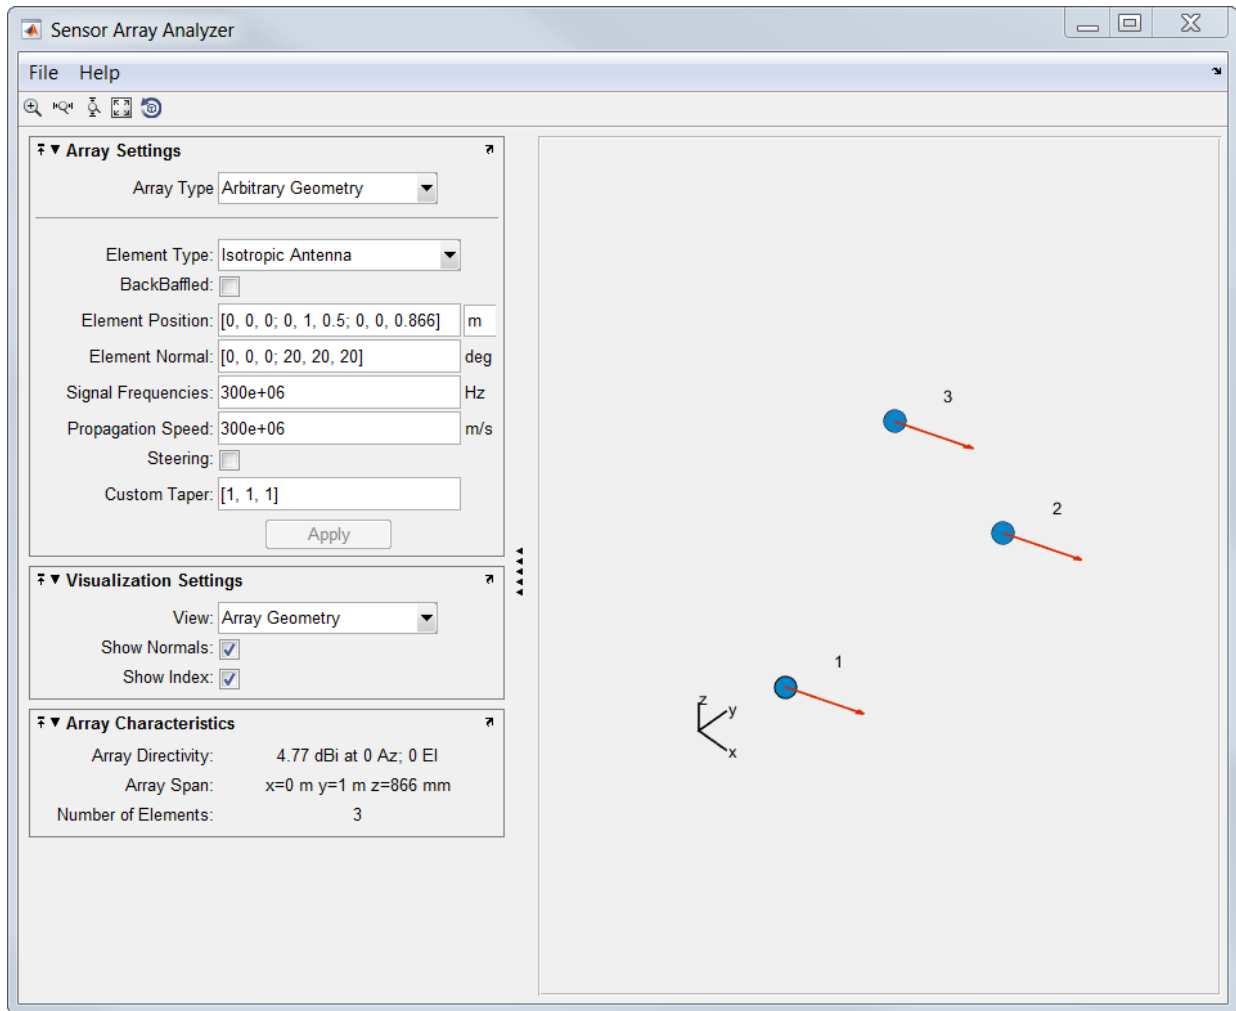 Sensor Array Analyzer
File Help
Array Settings
Array Type Arbitrary Geometry
Element Type: Isotropic Antenna
BackBaffled:
Element Position: [0, 0, 0; 0, 1, 0.5; 0, 0, 0.866] m
Element Normal: [0, 0, 0; 20, 20, 20] deg
Signal Frequencies: 300e+06 Hz
Propagation Speed: 300e+06 m/s
Steering:
Custom Taper: [1, 1, 1]
Apply
Visualization Settings
View: Array Geometry
Show Normals:
Show Index:
Array Characteristics
Array Directivity: 4.77 dBi at 0 Az; 0 El
Array Span: x=0 m y=1 m z=866 mm
Number of Elements: 3
3
2
1
z
y
x